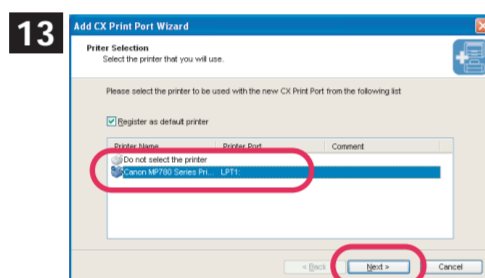 13
Add CX Print Port Wizard
Priter Selection
Select the printer that you will use.
Please select the printer to be used with the new CX Print Port from the following list
Register as default printer
Printer Name Printer Port Comment
Do not select the printer
Canon MP780 Series Pri... LPT1:
< Back Next > Cancel